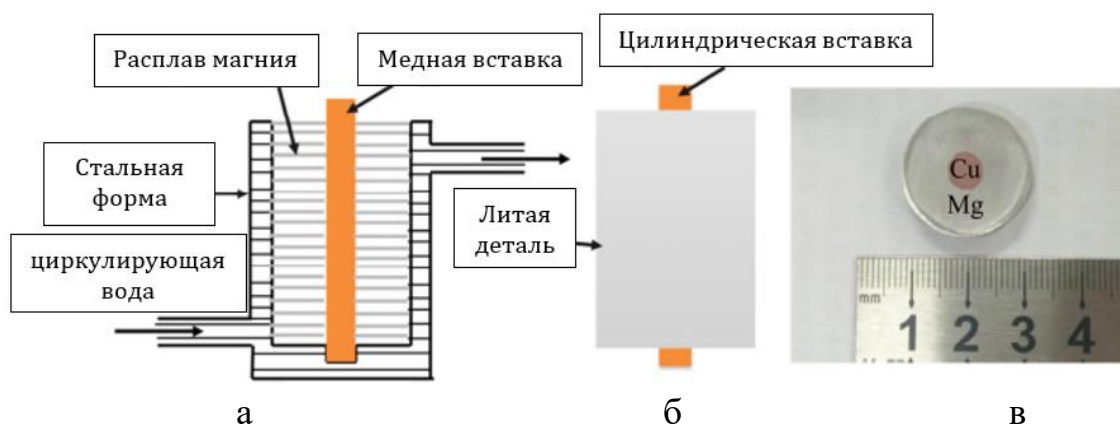 Расплав магния
Медная вставка
Цилиндрическая вставка
Стальная
форма
циркулирующая
вода
Литая
деталь
Cu
Mg
mm
1 2 3 4
а
б
в